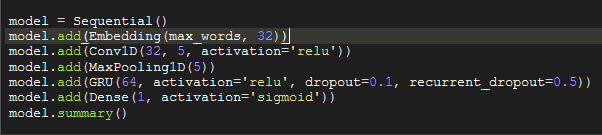 model = Sequential()
model.add(Embedding(max_words, 32))
model.add(Conv1D(32, 5, activation='relu'))
model.add(MaxPooling1D(5))
model.add(GRU(64, activation='relu', dropout=0.1, recurrent_dropout=0.5))
model.add(Dense(1, activation='sigmoid'))
model.summary()